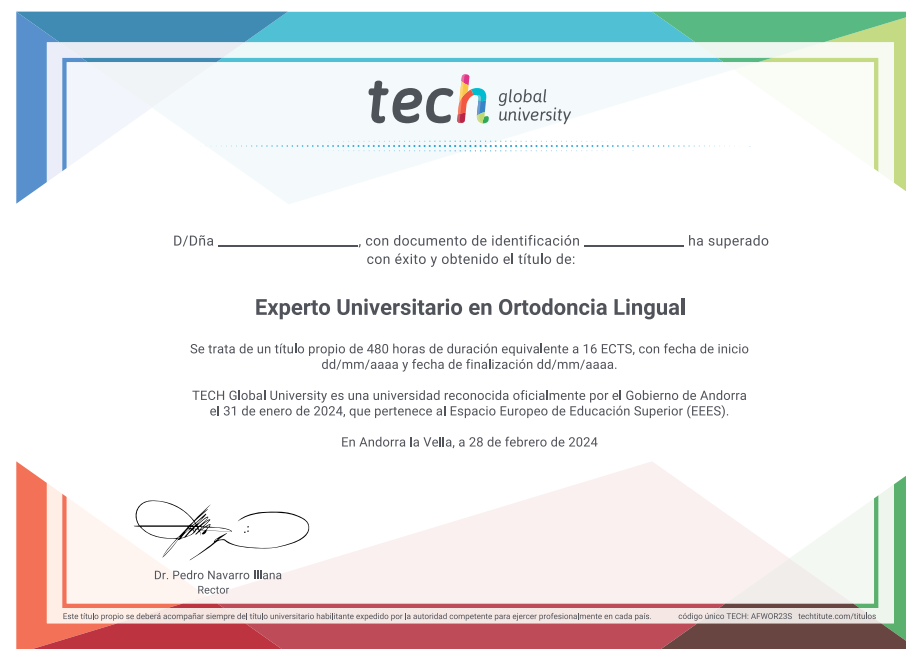 tech global university
D/Dña ______________, con documento de identificación __________ ha superado
con éxito y obtenido el título de:
Experto Universitario en Ortodoncia Lingual
Se trata de un título propio de 480 horas de duración equivalente a 16 ECTS, con fecha de inicio
dd/mm/aaaa y fecha de finalización dd/mm/aaaa.
TECH Global University es una universidad reconocida oficialmente por el Gobierno de Andorra
el 31 de enero de 2024, que pertenece al Espacio Europeo de Educación Superior (EEES).
En Andorra la Vella, a 28 de febrero de 2024
Dr. Pedro Navarro Illana
Rector
Este título propio se deberá acompañar siempre del título universitario habilitante expedido por la autoridad competente para ejercer profesionalmente en cada país. código único TECH: AFWOR23S techtitute.com/titulos